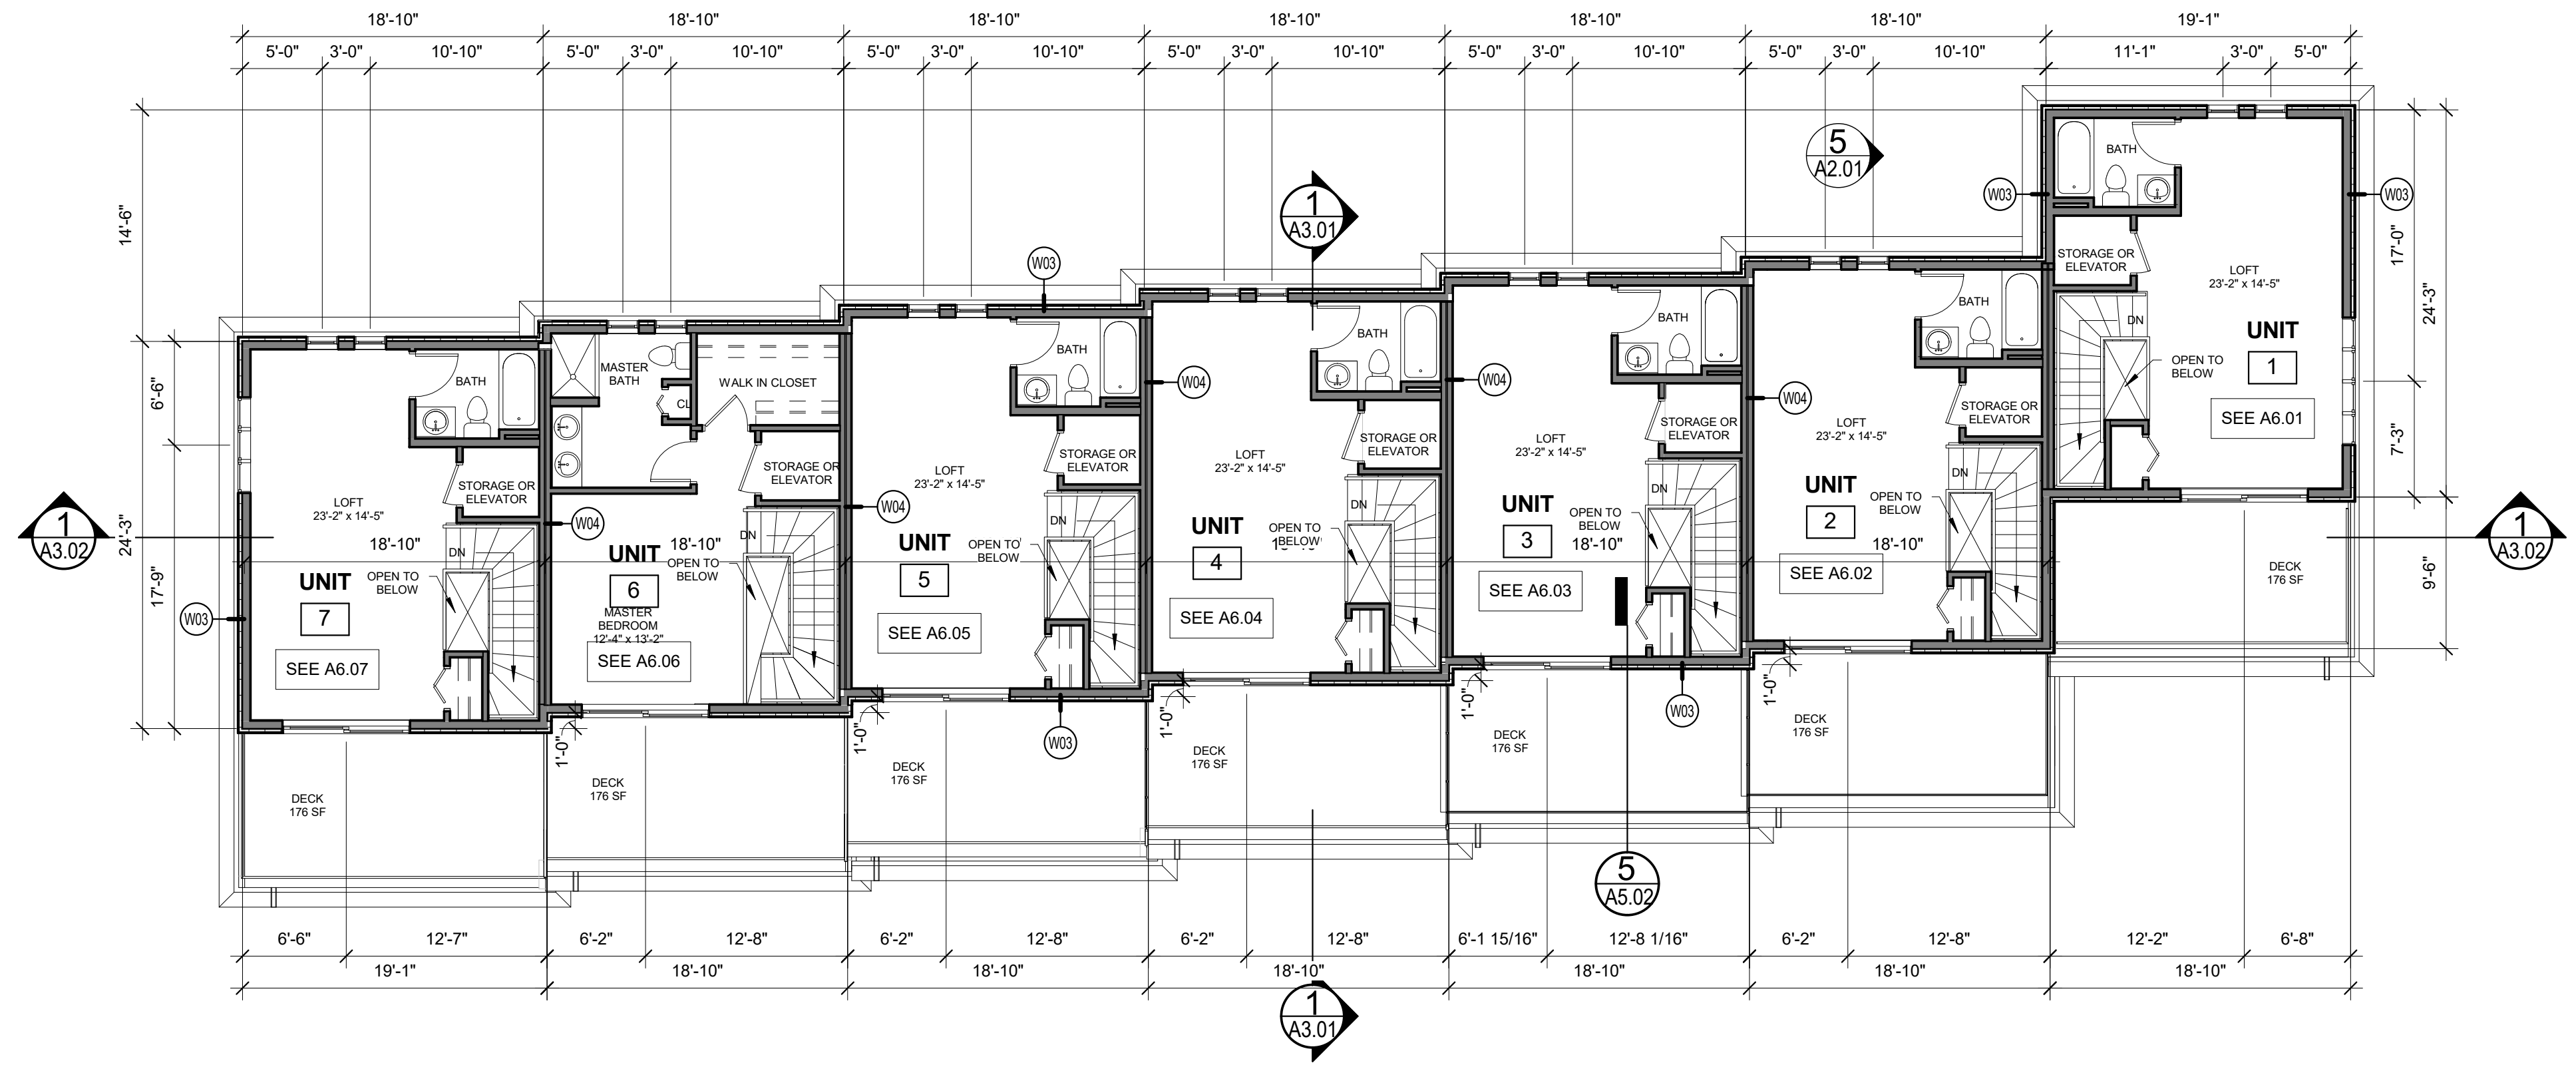 18'-10" 18'-10" 18'-10" 18'-10" 18'-10" 18'-10" 19'-1"
5'-0" 3'-0" 10'-10" 5'-0" 3'-0" 10'-10" 5'-0" 3'-0" 10'-10" 5'-0" 3'-0" 10'-10" 5'-0" 3'-0" 10'-10" 5'-0" 3'-0" 10'-10" 11'-1" 3'-0" 5'-0"
14'-6"
6'-6"
24'-3"
17'-9"
1
A3.02
W03
LOFT
23'-2" x 14'-5"
BATH
STORAGE OR
ELEVATOR
DN
18'-10"
OPEN TO
BELOW
UNIT
7
SEE A6.07
DECK
176 SF
MASTER
BATH
WALK IN CLOSET
CL
STORAGE OR
ELEVATOR
W04
DN
18'-10"
OPEN TO
BELOW
UNIT
6
MASTER
BEDROOM
12'-4" x 13'-2"
SEE A6.06
1'-0"
DECK
176 SF
W03
BATH
STORAGE OR
ELEVATOR
LOFT
23'-2" x 14'-5"
W04
DN
OPEN TO
BELOW
UNIT
5
SEE A6.05
1'-0"
W03
DECK
176 SF
1
A3.01
BATH
W04
STORAGE OR
ELEVATOR
LOFT
23'-2" x 14'-5"
DN
OPEN TO
BELOW
UNIT
4
SEE A6.04
1'-0"
DECK
176 SF
BATH
W04
STORAGE OR
ELEVATOR
LOFT
23'-2" x 14'-5"
DN
OPEN TO
BELOW
18'-10"
UNIT
3
SEE A6.03
1'-0"
W03
DECK
176 SF
5
A5.02
5
A2.01
BATH
W04
STORAGE OR
ELEVATOR
LOFT
23'-2" x 14'-5"
DN
OPEN TO
BELOW
18'-10"
UNIT
2
SEE A6.02
1'-0"
DECK
176 SF
W03
BATH
W03
STORAGE OR
ELEVATOR
LOFT
23'-2" x 14'-5"
DN
OPEN TO
BELOW
UNIT
1
SEE A6.01
DECK
176 SF
17'-0"
24'-3"
7'-3"
9'-6"
1
A3.02
6'-6" 12'-7" 6'-2" 12'-8" 6'-2" 12'-8" 6'-2" 12'-8" 6'-1 15/16" 12'-8 1/16" 6'-2" 12'-8" 12'-2" 6'-8"
19'-1" 18'-10" 18'-10" 18'-10" 18'-10" 18'-10" 18'-10"
1
A3.01